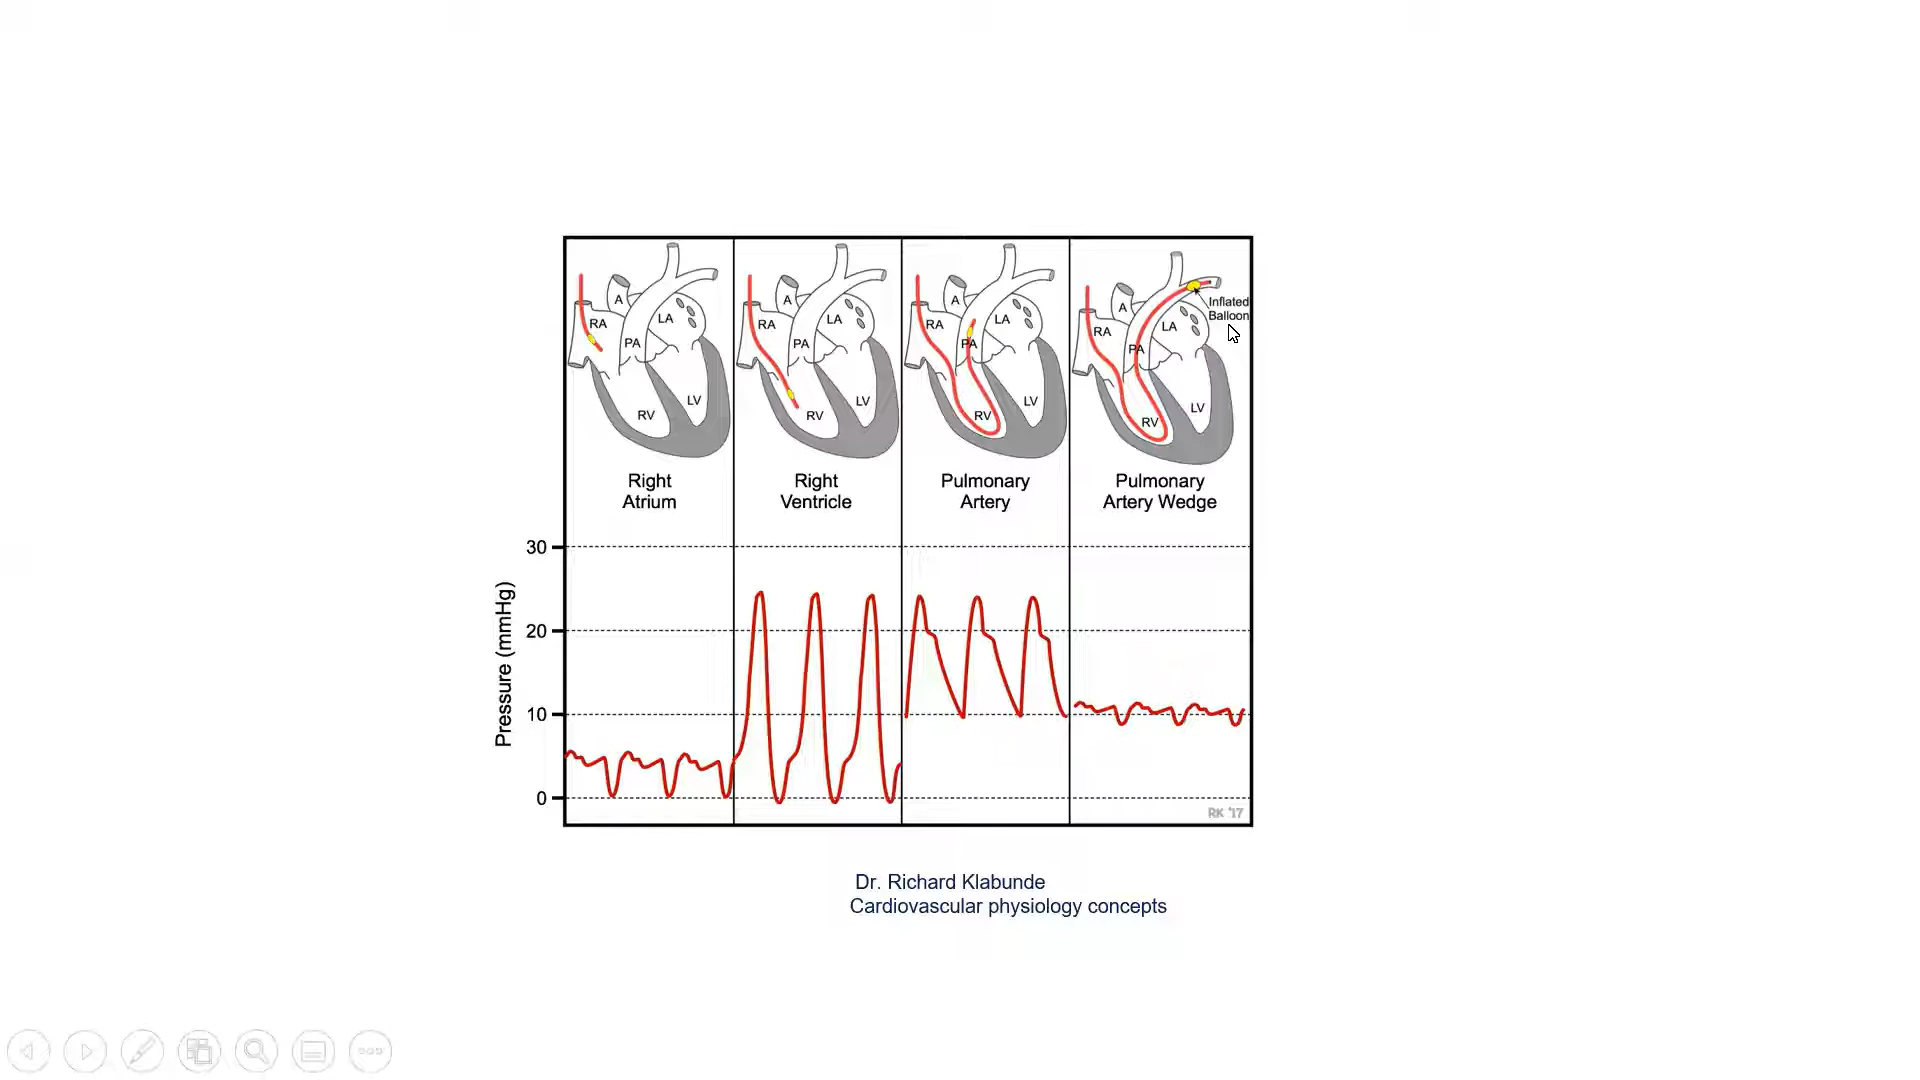 A
RA
LA
PA
RV
LV
A
RA
LA
PA
RV
LV
A
RA
LA
PA
RV
LV
A
RA
LA
PA
RV
LV
Inflated
Balloon
Right
Atrium
Right
Ventricle
Pulmonary
Artery
Pulmonary
Artery Wedge
Pressure (mmHg)
30
20
10
0
RK '17
Dr. Richard Klabunde
Cardiovascular physiology concepts